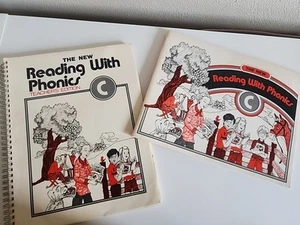 THE NEW
Reading With
Phonics
TEACHER'S EDITION
C
Reading With Phonics
C